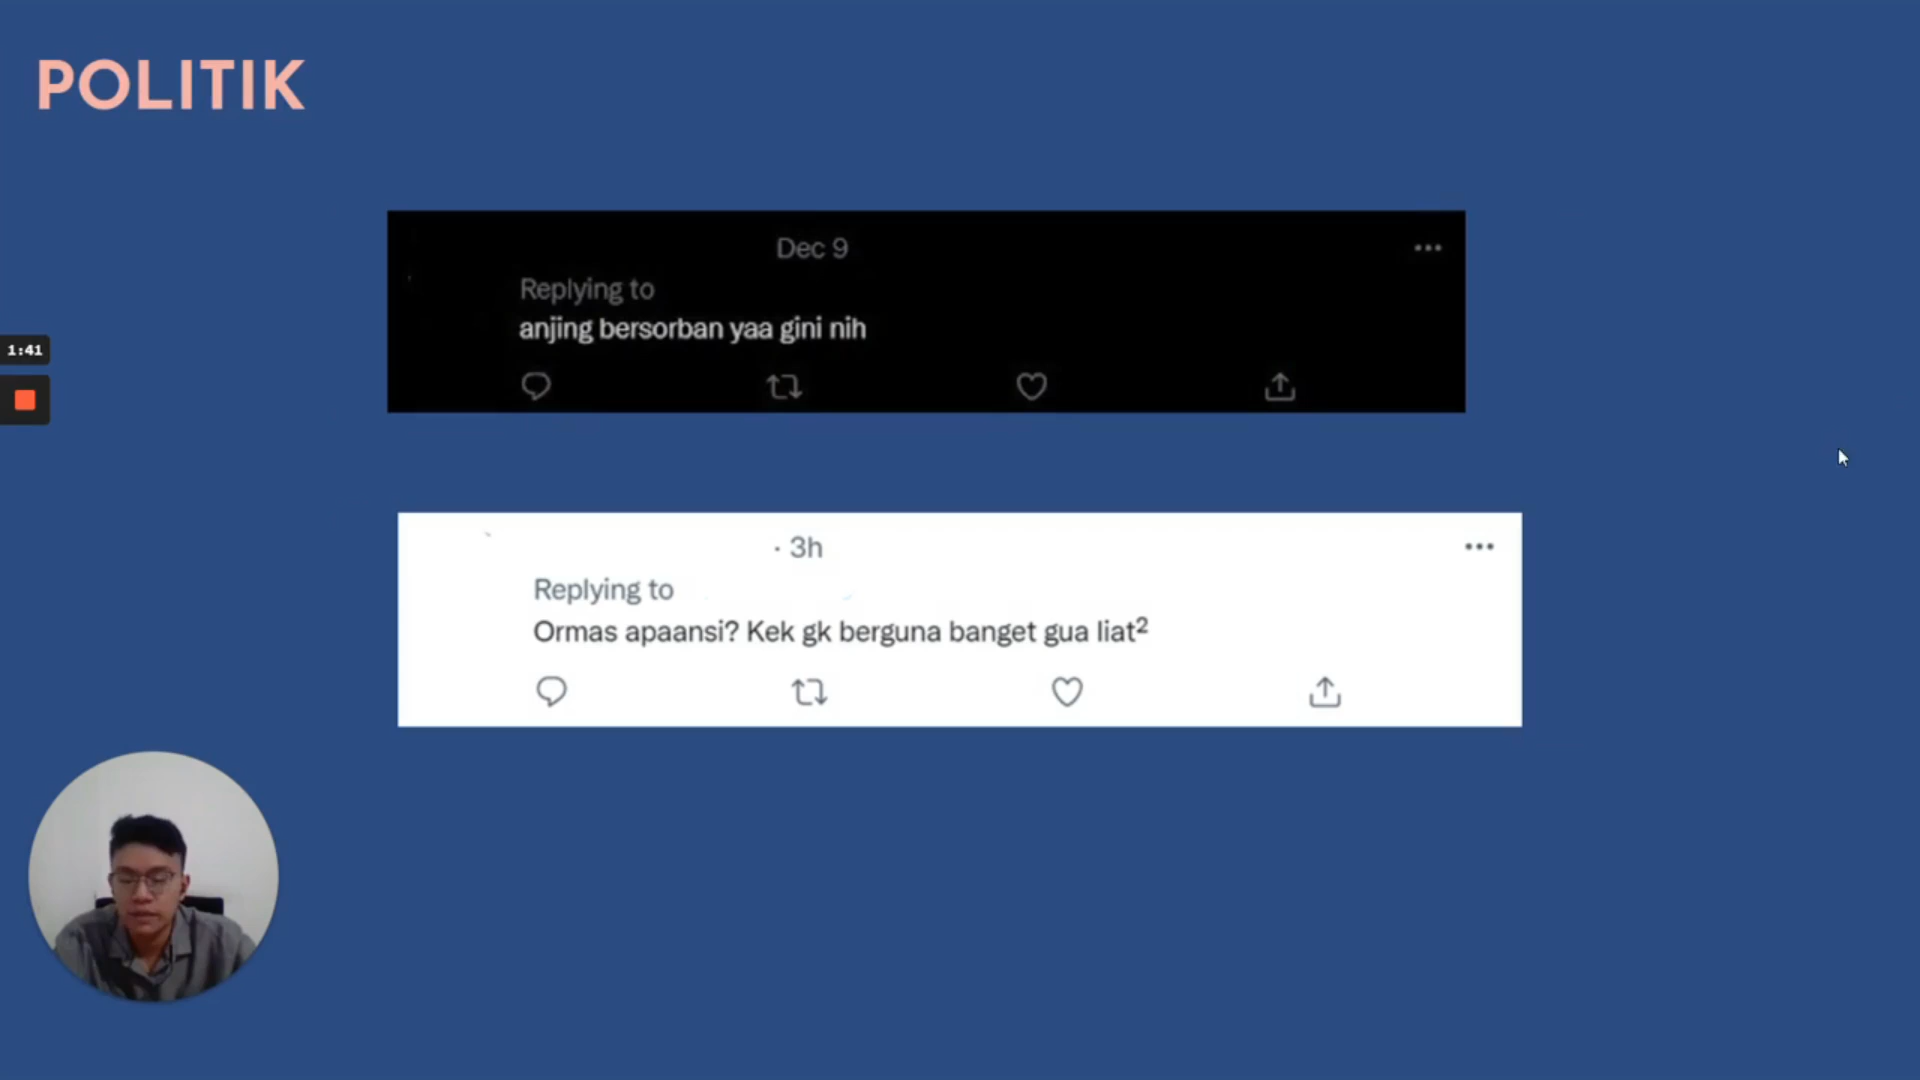 POLITIK
Dec 9
Replying to
anjing bersorban yaa gini nih
1:41
· 3h
Replying to
Ormas apaansi? Kek gk berguna banget gua liat²